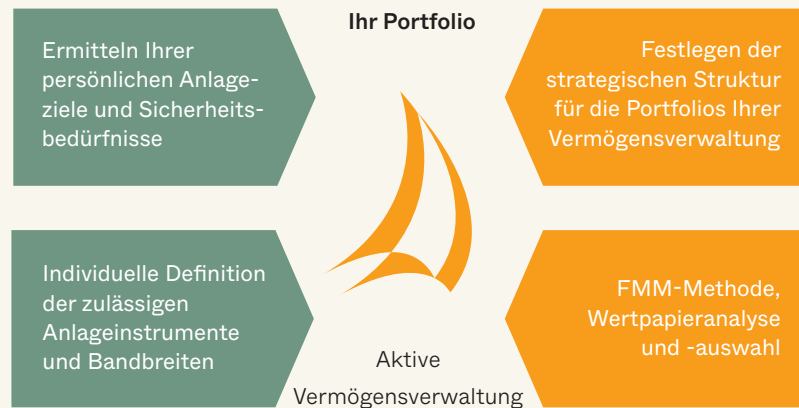 Ihr Portfolio
Ermitteln Ihrer
persönlichen Anlage-
ziele und Sicherheits-
bedürfnisse
Festlegen der
strategischen Struktur
für die Portfolios Ihrer
Vermögensverwaltung
Individuelle Definition
der zulässigen
Anlageinstrumente
und Bandbreiten
FMM-Methode,
Wertpapieranalyse
und -auswahl
Aktive
Vermögensverwaltung